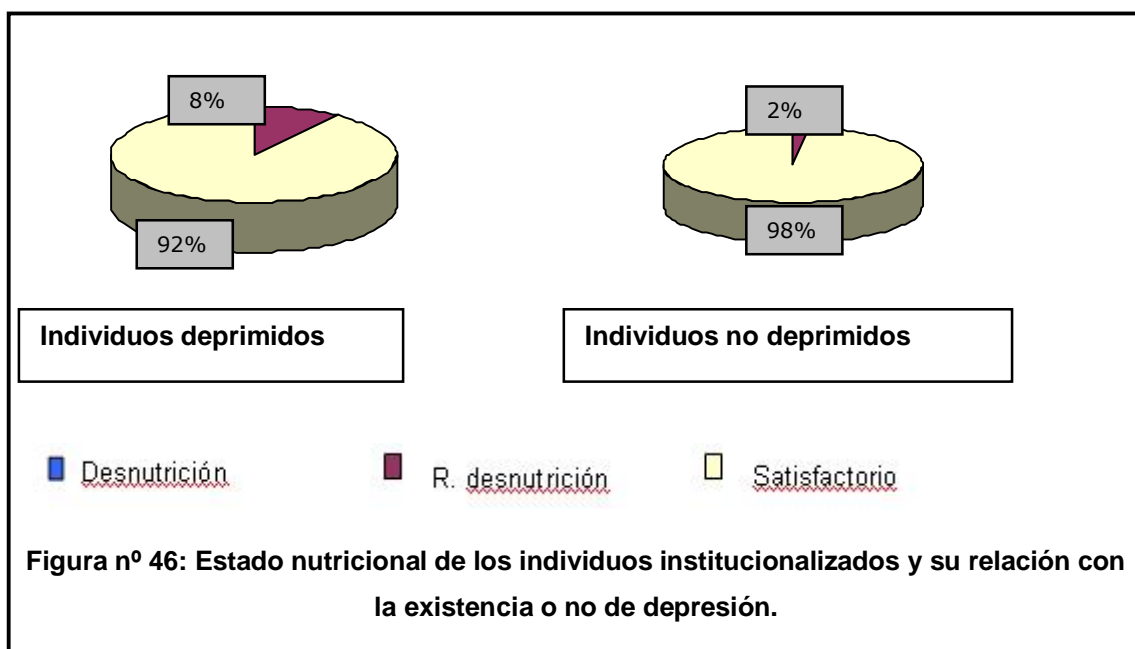 8%
2%
92%
98%
Individuos deprimidos
Individuos no deprimidos
Desnutrición
R. desnutrición
Satisfactorio
Figura nº 46: Estado nutricional de los individuos institucionalizados y su relación con
la existencia o no de depresión.